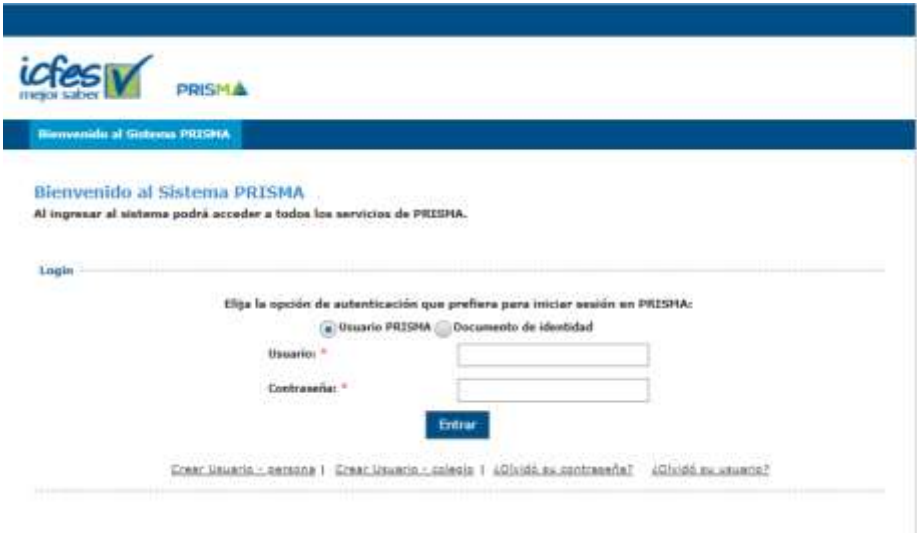 icfes
mejor saber
PRISMA
Bienvenido al Sistema PRISMA
Bienvenido al Sistema PRISMA
Al ingresar al sistema podrá acceder a todos los servicios de PRISMA.
Login
Elija la opción de autenticación que prefiera para iniciar sesión en PRISMA:
Usuario PRISMA Documento de identidad
Usuario: *
Contraseña: *
Entrar
Crear Usuario - persona | Crear Usuario - colegio | ¿Olvidó su contraseña? ¿Olvidó su usuario?